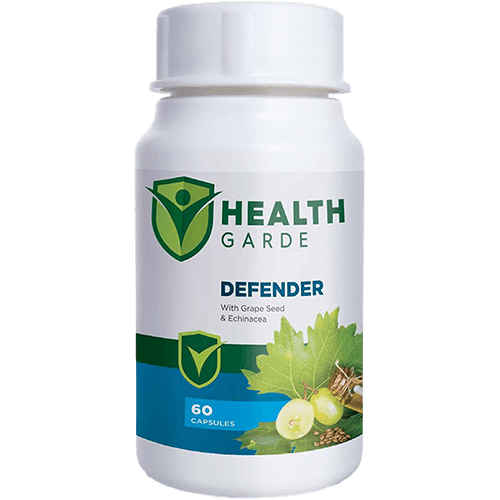 HEALTH
GARDE
DEFENDER
With Grape Seed
& Echinacea
60
CAPSULES